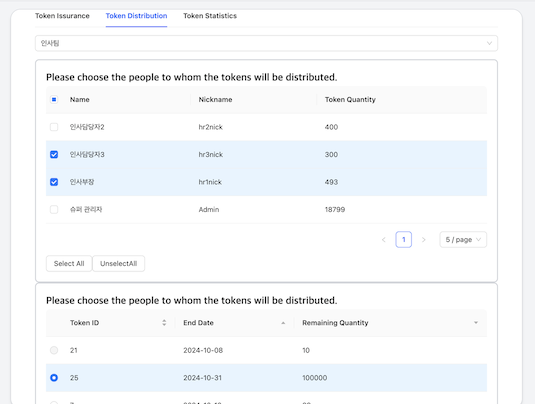 Token Issurance Token Distribution Token Statistics
인사팀
Please choose the people to whom the tokens will be distributed.
Name Nickname Token Quantity
인사담당자2 hr2nick 400
인사담당자3 hr3nick 300
인사부장 hr1nick 493
슈퍼 관리자 Admin 18799
1 5 / page
Select All UnselectAll
Please choose the people to whom the tokens will be distributed.
Token ID End Date Remaining Quantity
21 2024-10-08 10
25 2024-10-31 100000